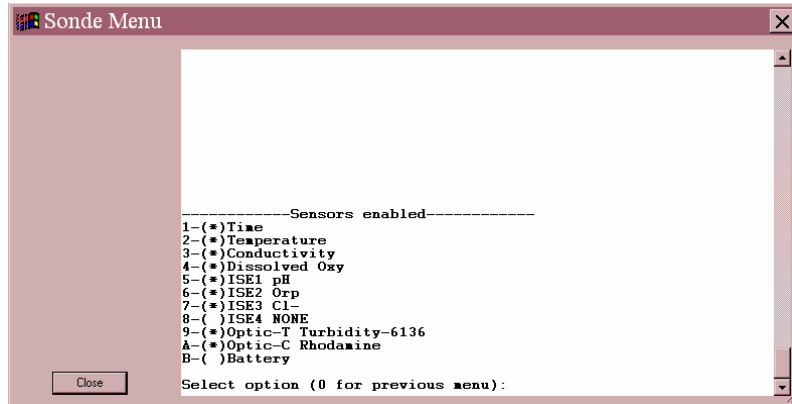 Sonde Menu
------------Sensors enabled------------
1-(*)Time
2-(*)Temperature
3-(*)Conductivity
4-(*)Dissolved Oxy
5-(*)ISE1 pH
6-(*)ISE2 Orp
7-(*)ISE3 Cl-
8-( )ISE4 NONE
9-(*)Optic-T Turbidity-6136
A-(*)Optic-C Rhodamine
B-( )Battery
Select option (0 for previous menu):
Close